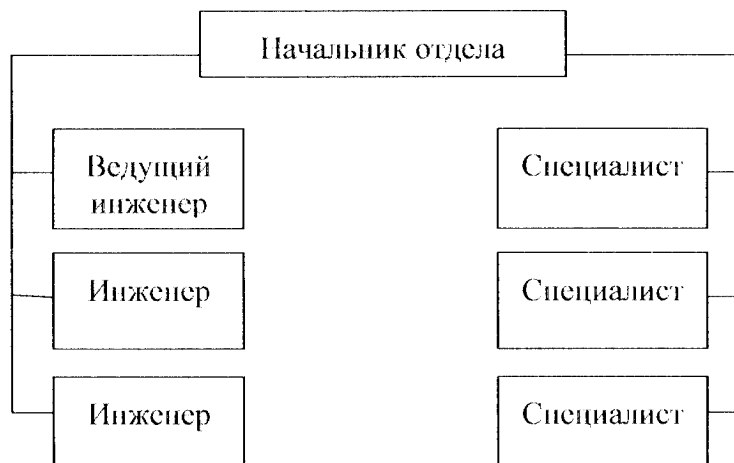 Начальник отдела
Ведущий
инженер
Специалист
Инженер
Специалист
Инженер
Специалист